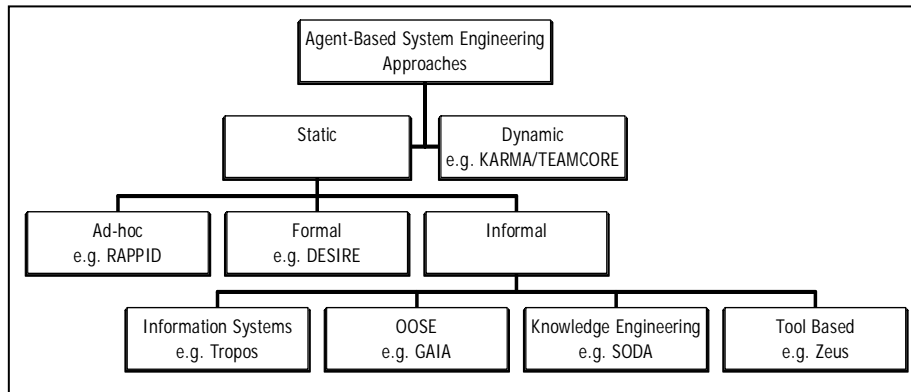 Agent-Based System Engineering
Approaches
Static
Dynamic
e.g. KARMA/TEAMCORE
Ad-hoc
e.g. RAPPID
Formal
e.g. DESIRE
Informal
Information Systems
e.g. Tropos
OOSE
e.g. GAIA
Knowledge Engineering
e.g. SODA
Tool Based
e.g. Zeus